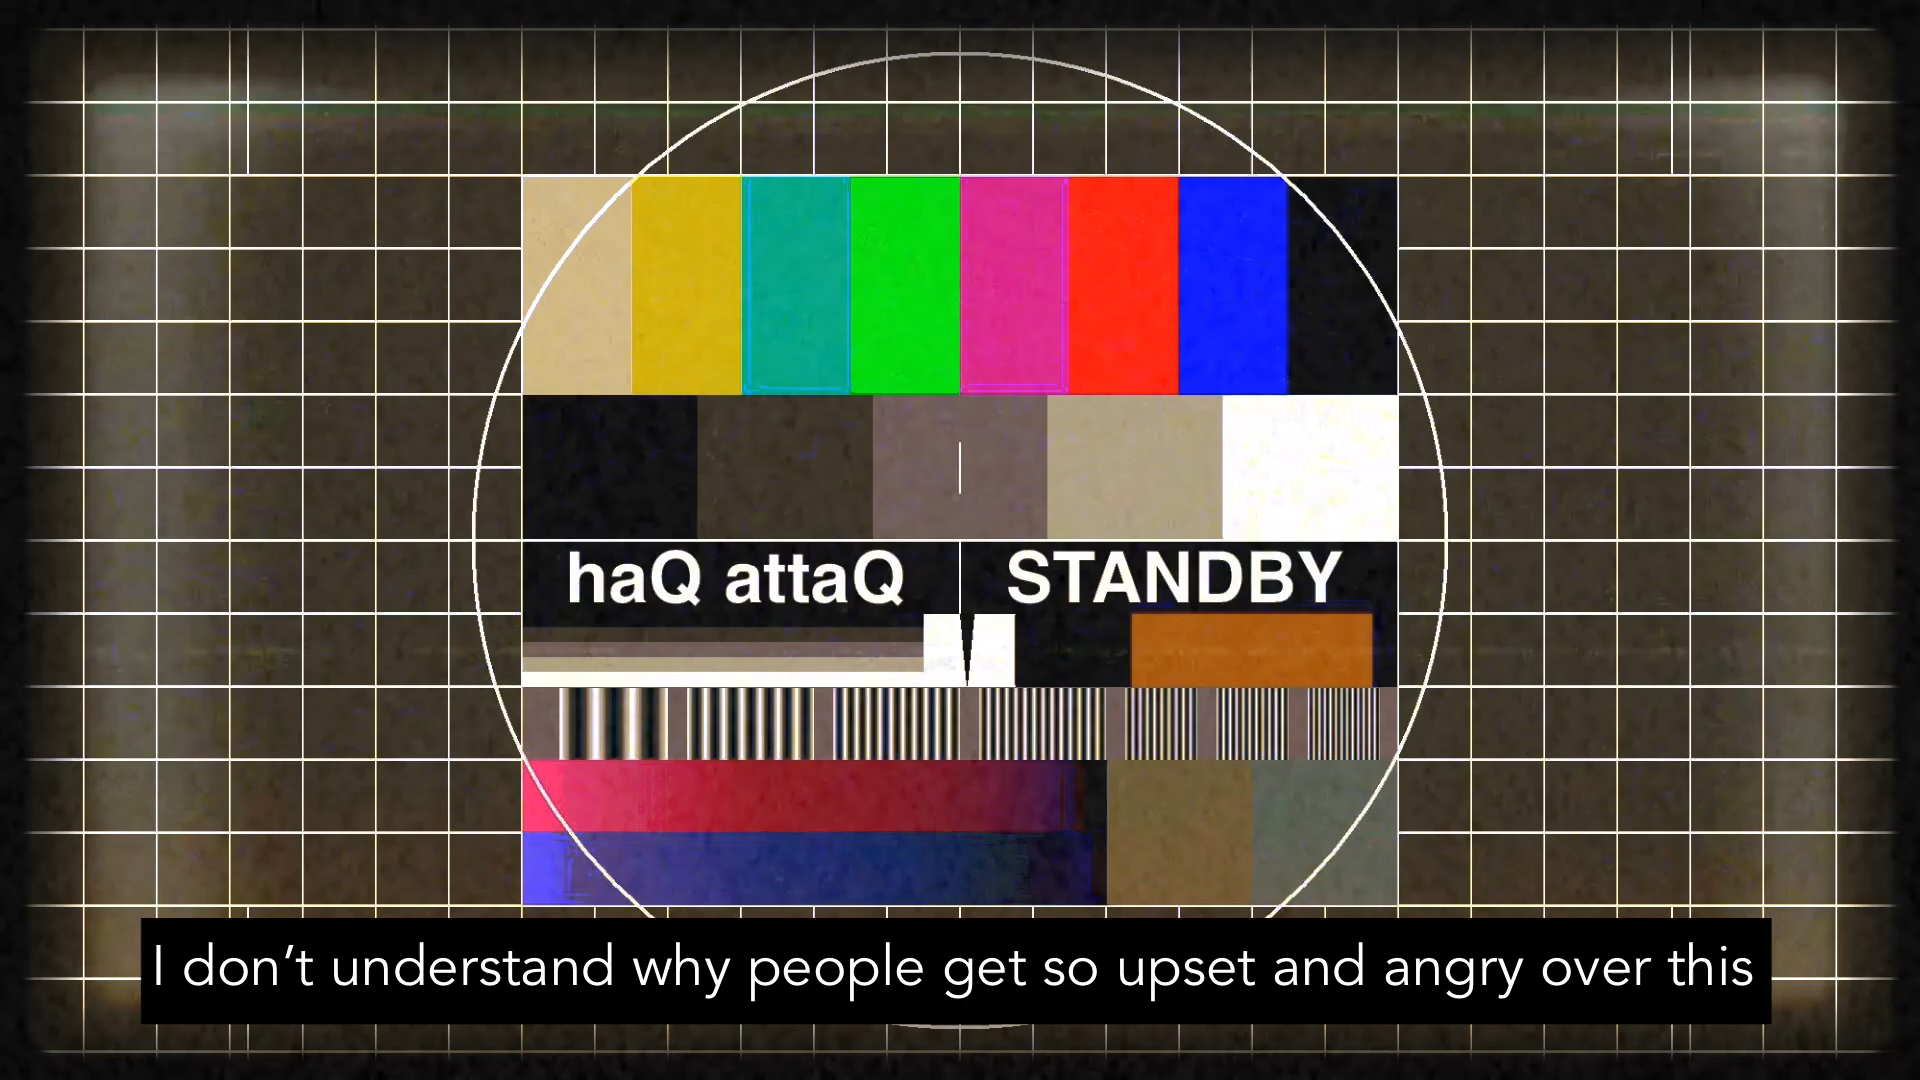 haQ attaQ STANDBY
I don’t understand why people get so upset and angry over this